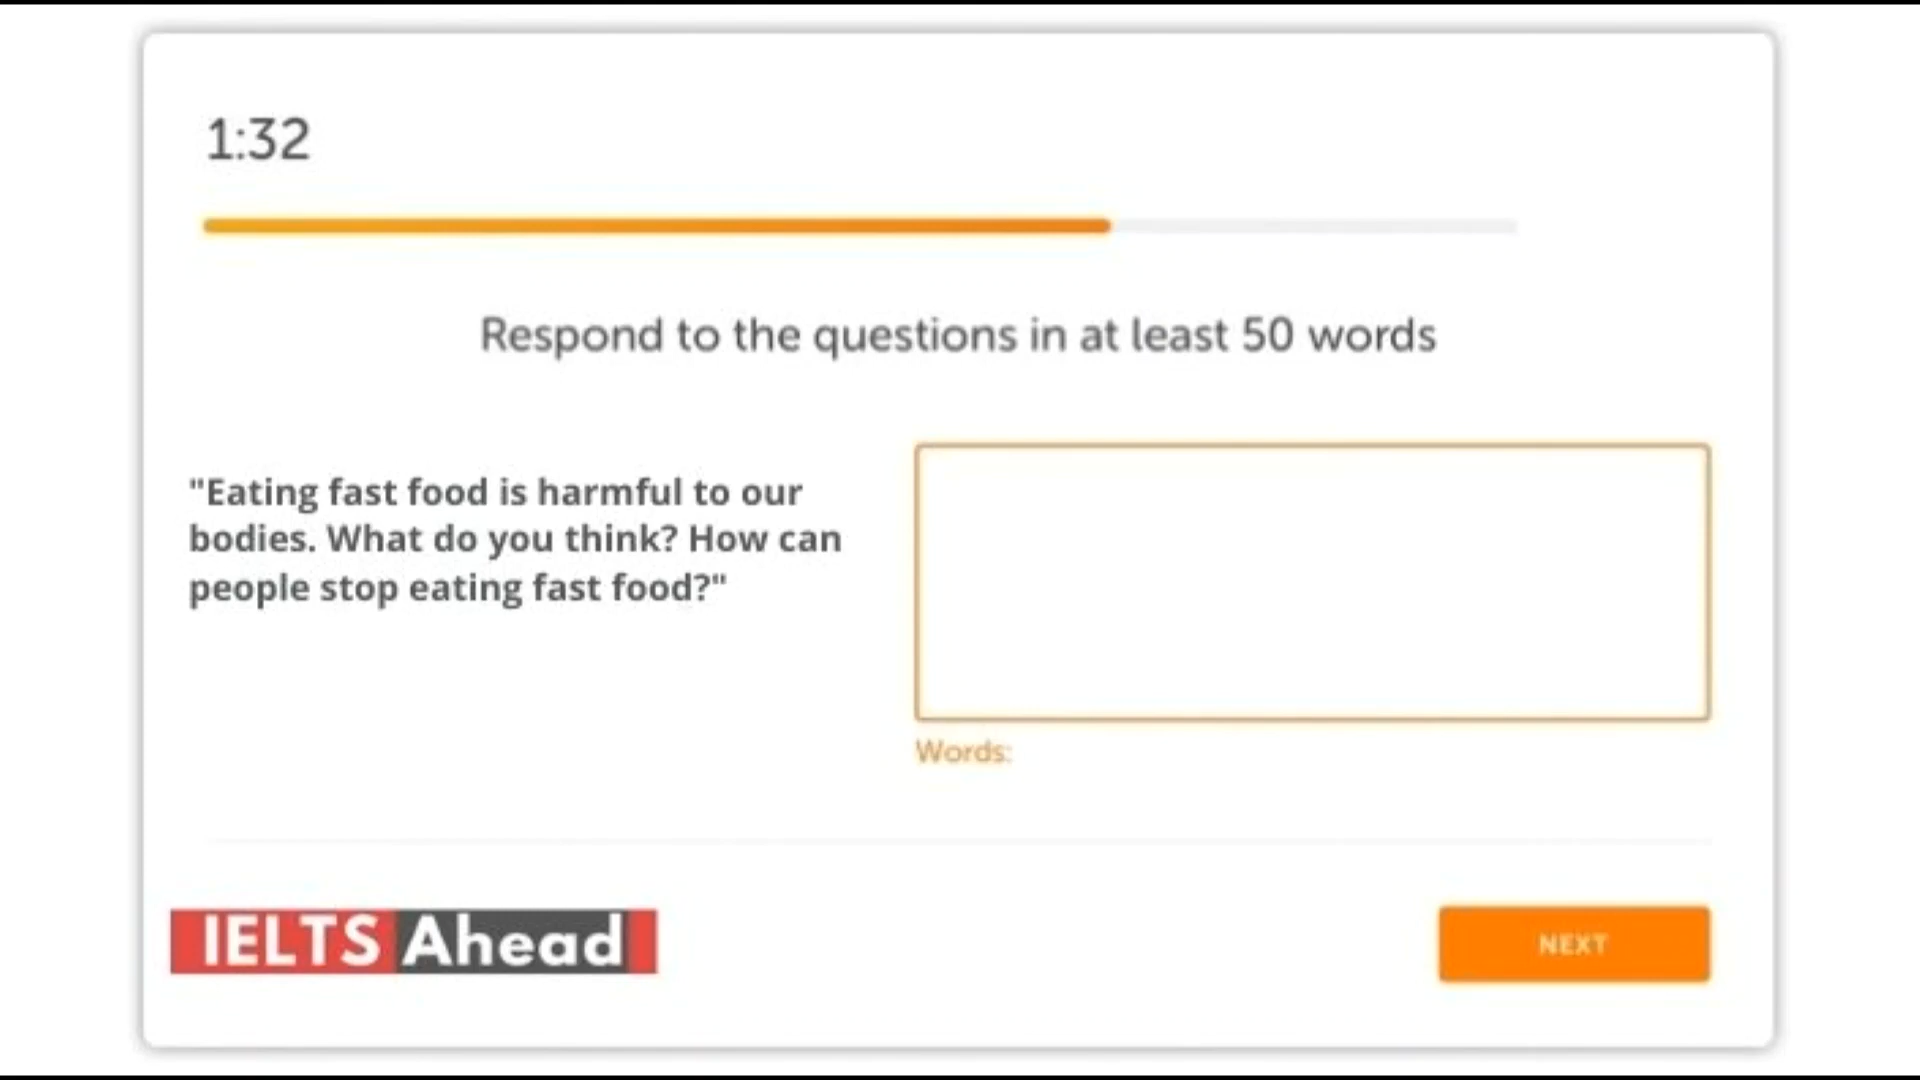 1:32
Respond to the questions in at least 50 words
"Eating fast food is harmful to our
bodies. What do you think? How can
people stop eating fast food?"
Words:
IELTS Ahead
NEXT